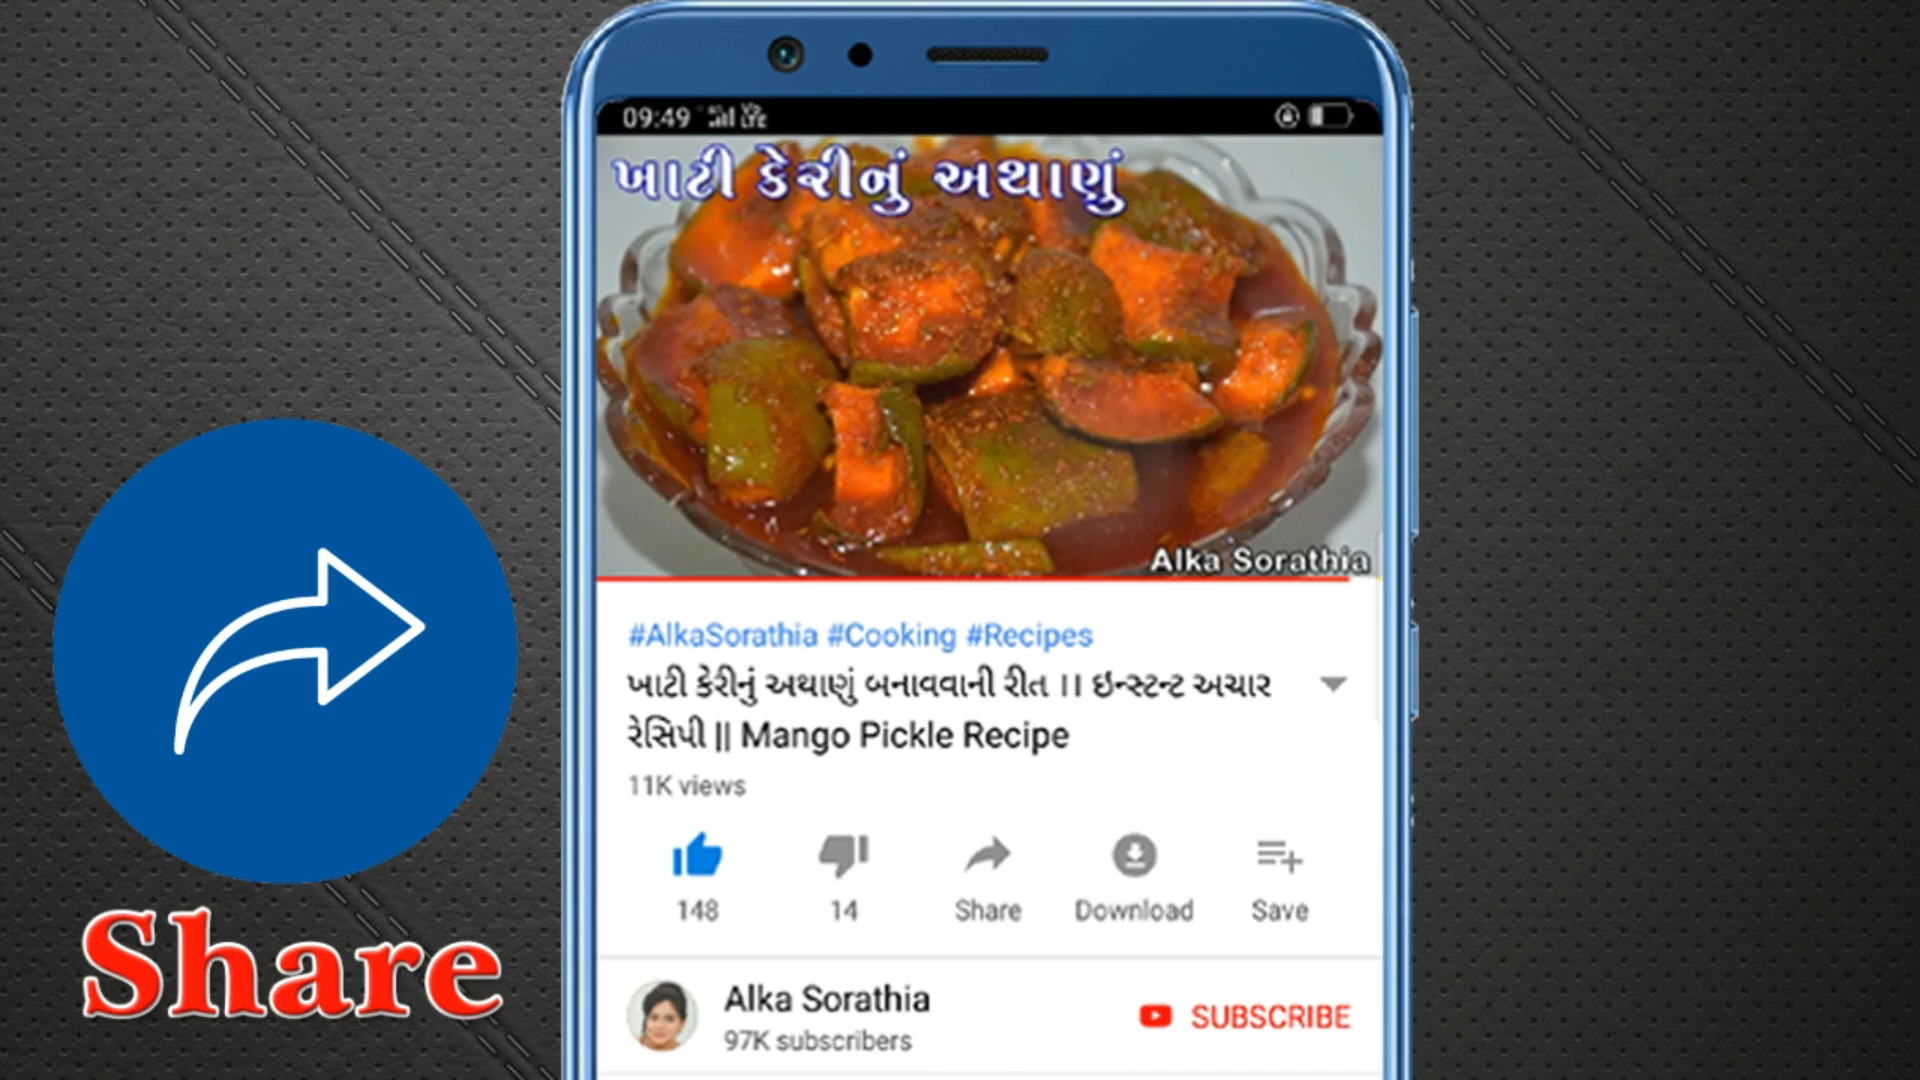 09:49
ખાટી કેરીનું અથાણું
Alka Sorathia
#AlkaSorathia #Cooking #Recipes
ખાટી કેરીનું અથાણું બનાવવાની રીત ।। ઇન્સ્ટન્ટ અચાર
રેસિપી || Mango Pickle Recipe
11K views
148
14
Share
Download
Save
Alka Sorathia
97K subscribers
SUBSCRIBE
Share